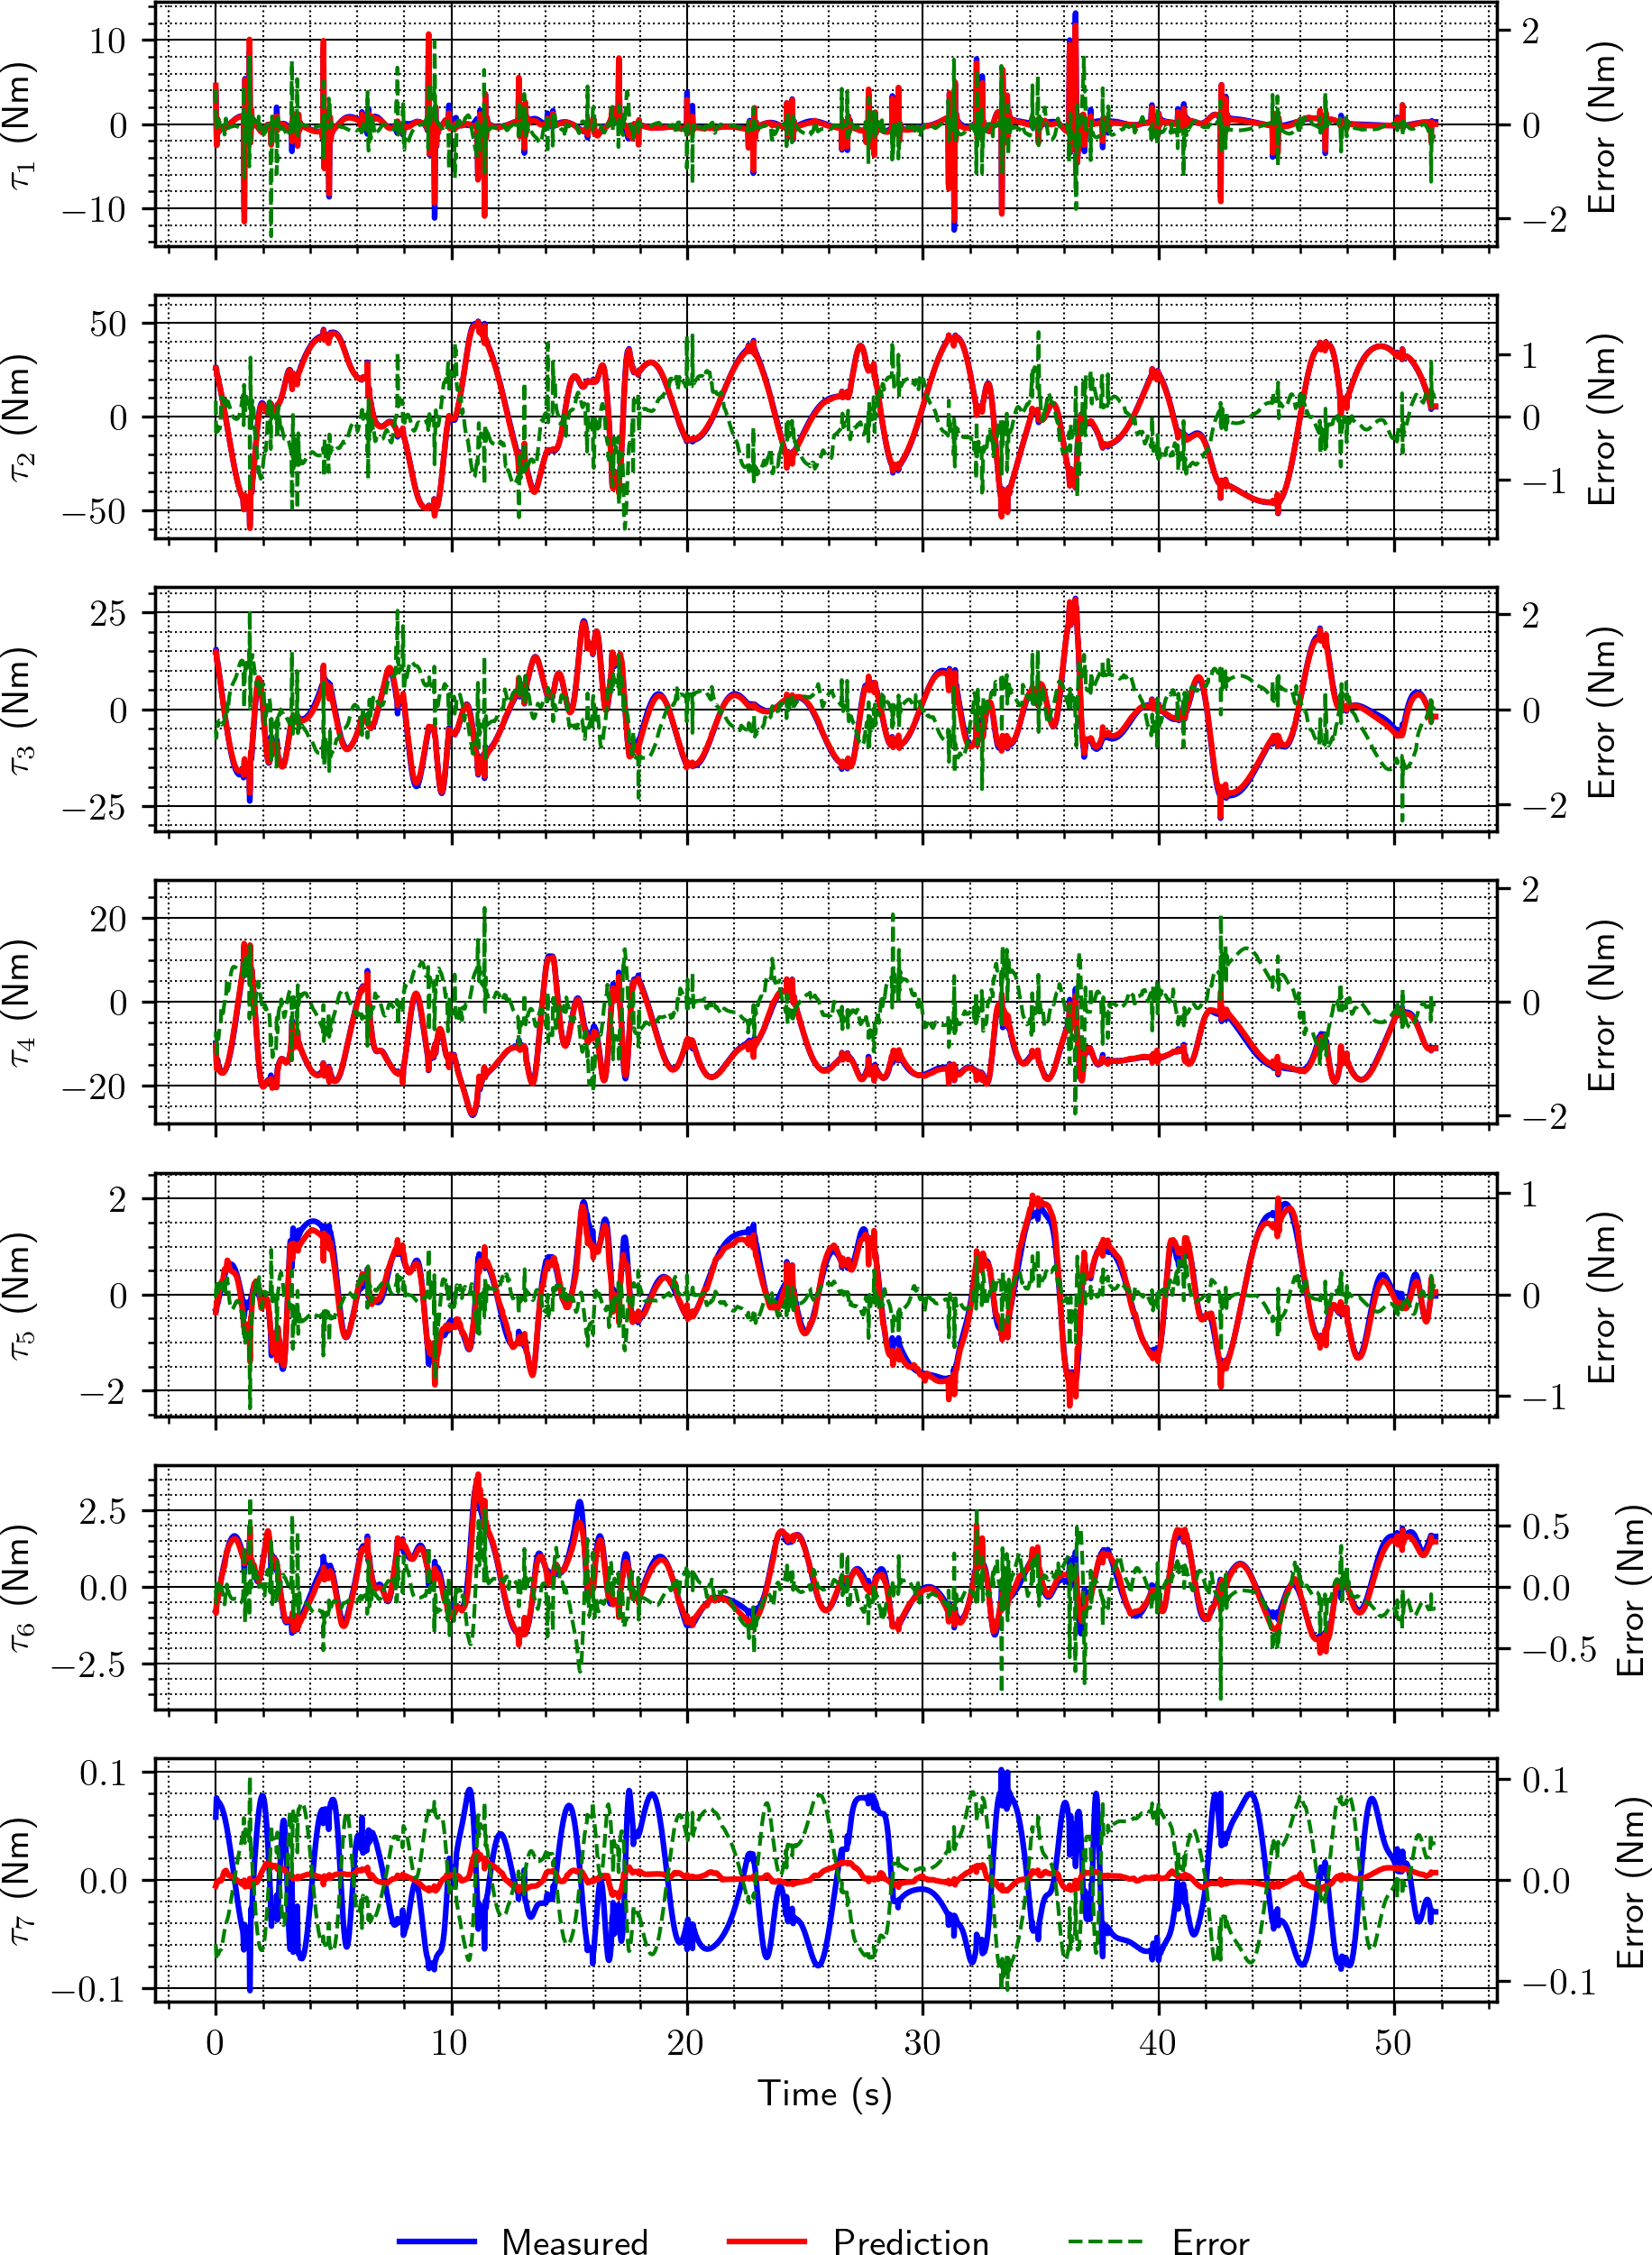 τ1 (Nm)
10
0
−10
2
0
−2
Error (Nm)
τ2 (Nm)
50
0
−50
1
0
−1
Error (Nm)
τ3 (Nm)
25
0
−25
2
0
−2
Error (Nm)
τ4 (Nm)
20
0
−20
2
0
−2
Error (Nm)
τ5 (Nm)
2
0
−2
1
0
−1
Error (Nm)
τ6 (Nm)
2.5
0.0
−2.5
0.5
0.0
−0.5
Error (Nm)
τ7 (Nm)
0.1
0.0
−0.1
0.1
0.0
−0.1
Error (Nm)
0 10 20 30 40 50
Time (s)
Measured Prediction Error